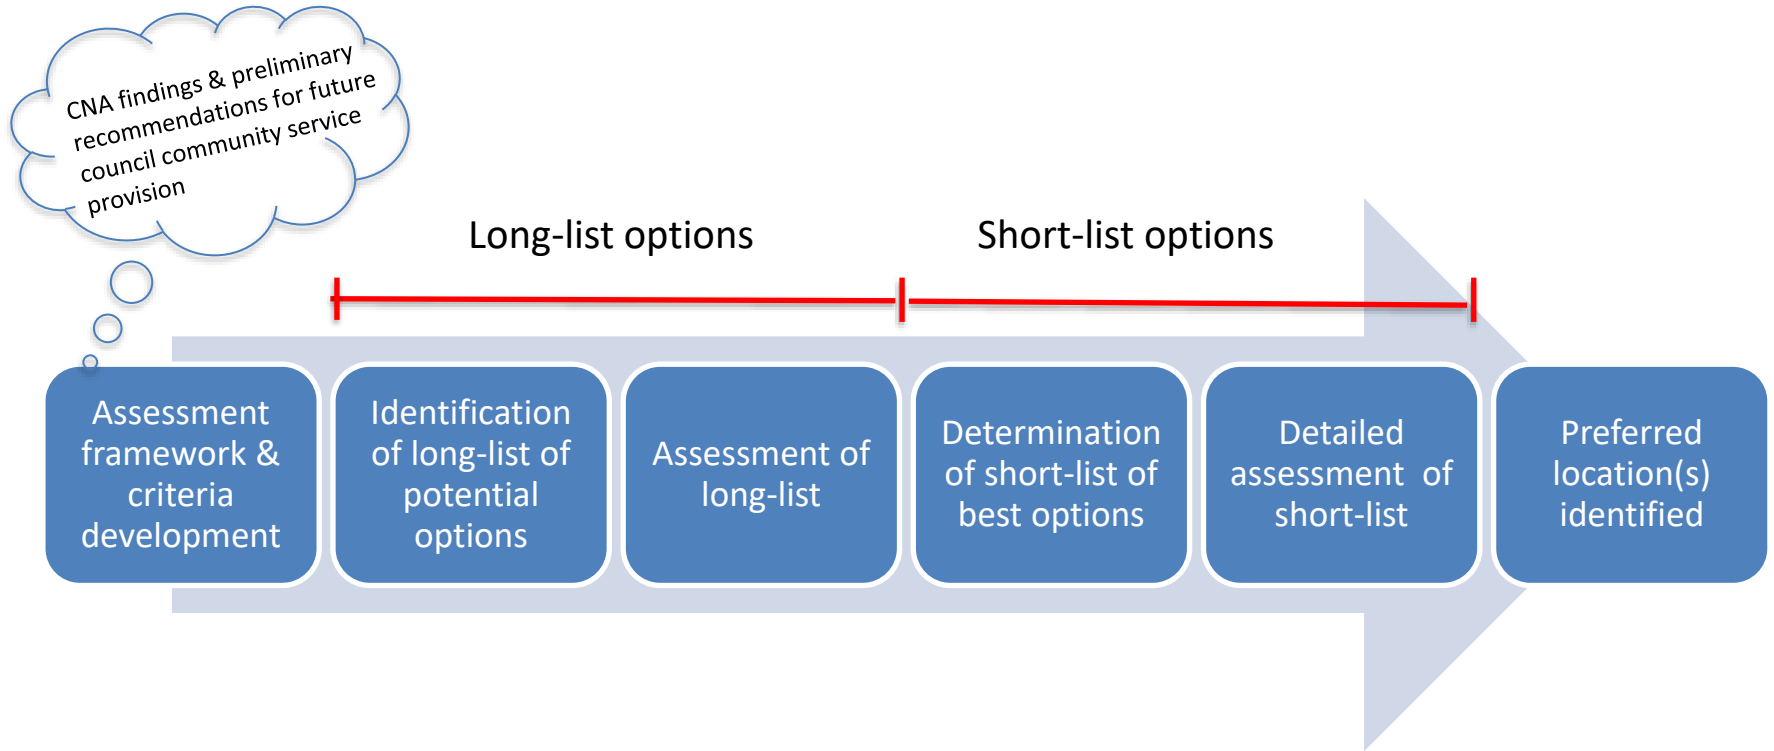 CNA findings & preliminary
recommendations for future
council community service
provision
Long-list options
Short-list options
Assessment
framework &
criteria
development
Identification
of long-list of
potential
options
Assessment of
long-list
Determination
of short-list of
best options
Detailed
assessment of
short-list
Preferred
location(s)
identified